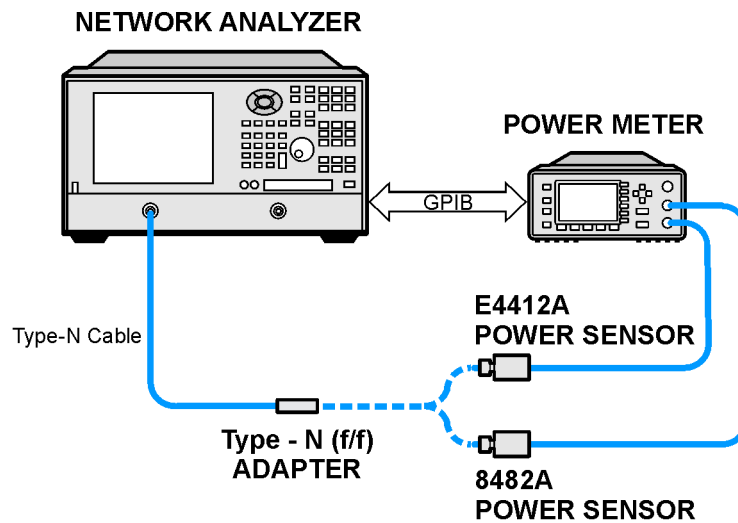 NETWORK ANALYZER
POWER METER
GPIB
E4412A
POWER SENSOR
Type-N Cable
Type - N (f/f)
ADAPTER
8482A
POWER SENSOR